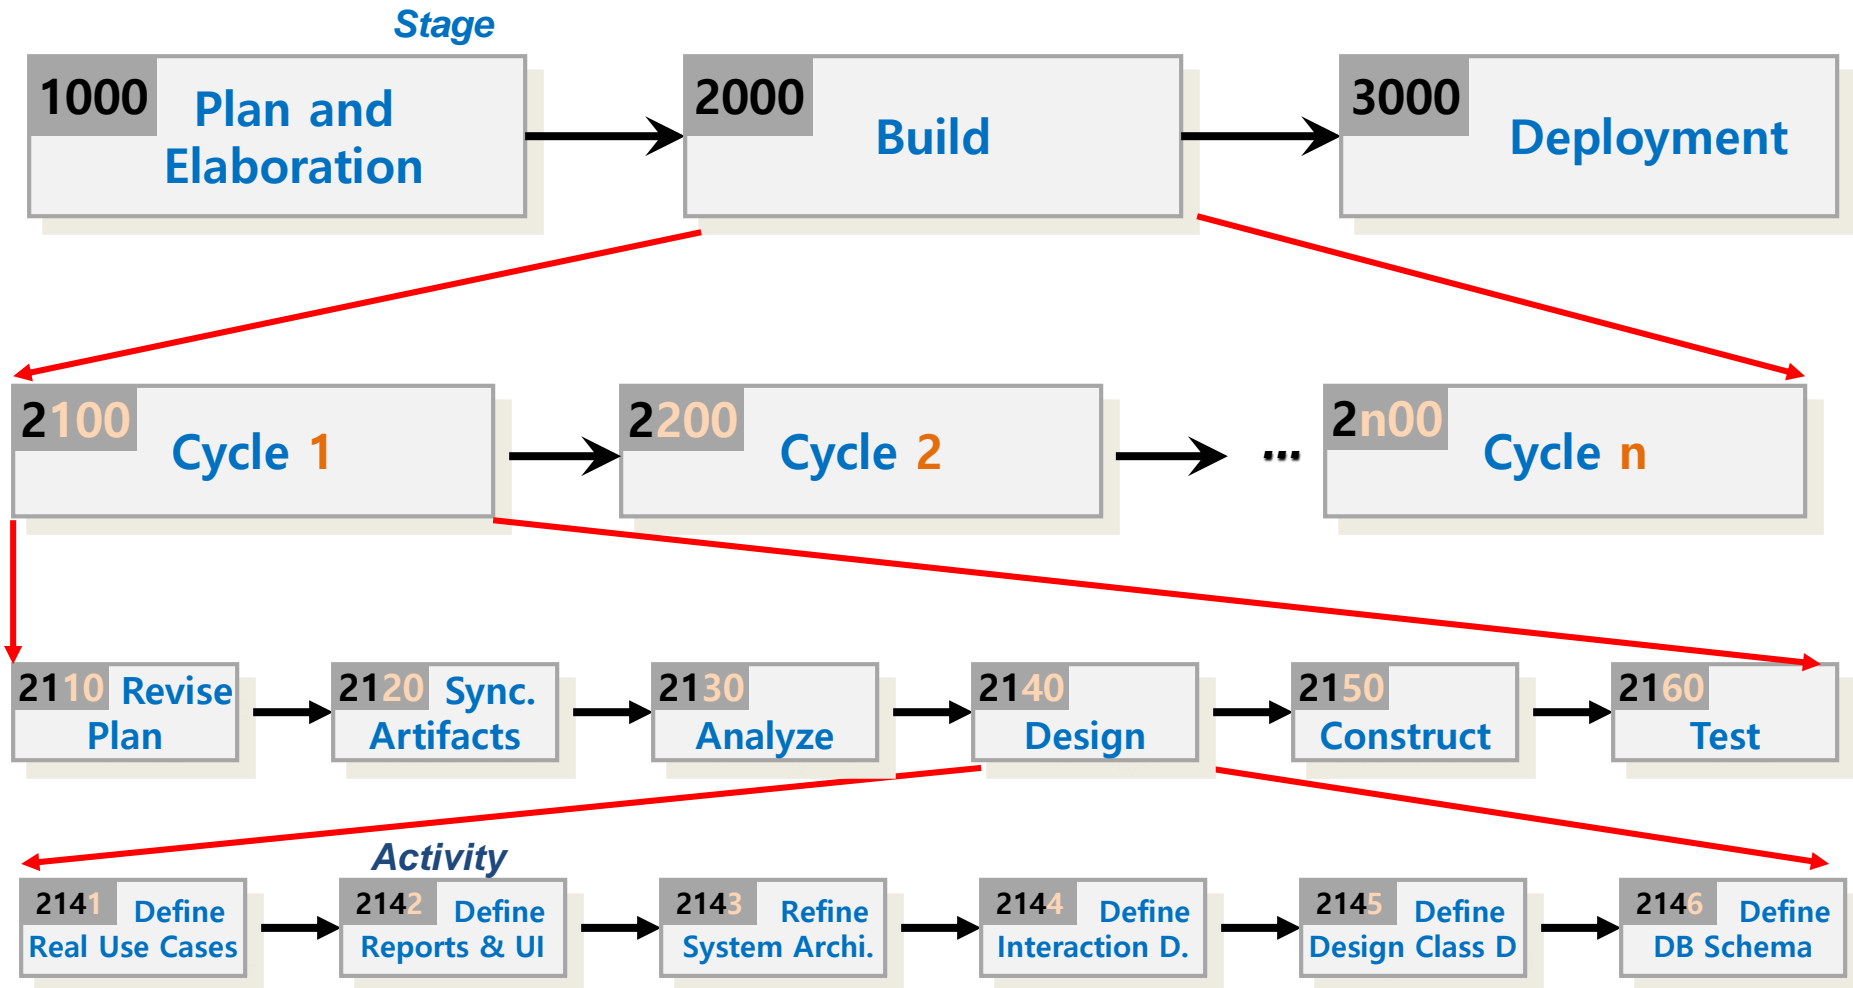 Stage
1000
Plan and
Elaboration
2000
Build
3000
Deployment
2100
Cycle 1
2200
Cycle 2
...
2n00
Cycle n
2110 Revise
Plan
2120 Sync.
Artifacts
2130
Analyze
2140
Design
2150
Construct
2160
Test
Activity
2141 Define
Real Use Cases
2142 Define
Reports & UI
2143 Refine
System Archi.
2144 Define
Interaction D.
2145 Define
Design Class D
2146 Define
DB Schema